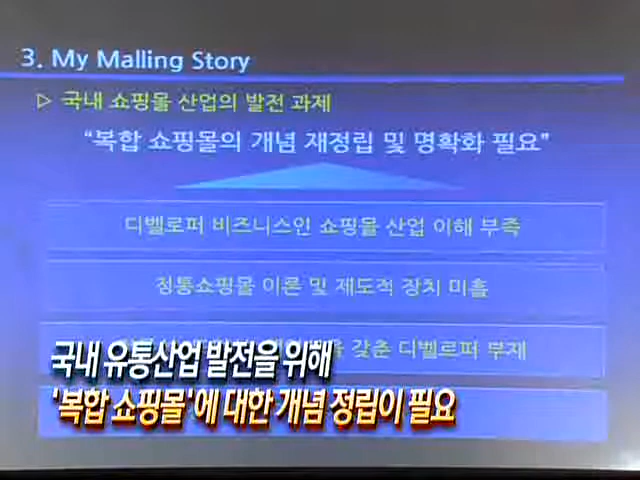 3. My Malling Story
▷ 국내 쇼핑몰 산업의 발전 과제
“복합 쇼핑몰의 개념 재정립 및 명확화 필요”
디벨로퍼 비즈니스인 쇼핑몰 산업 이해 부족
정통쇼핑몰 이론 및 제도적 장치 미흡
갖춘 디벨로퍼 부재
국내 유통산업 발전을 위해
'복합 쇼핑몰'에 대한 개념 정립이 필요